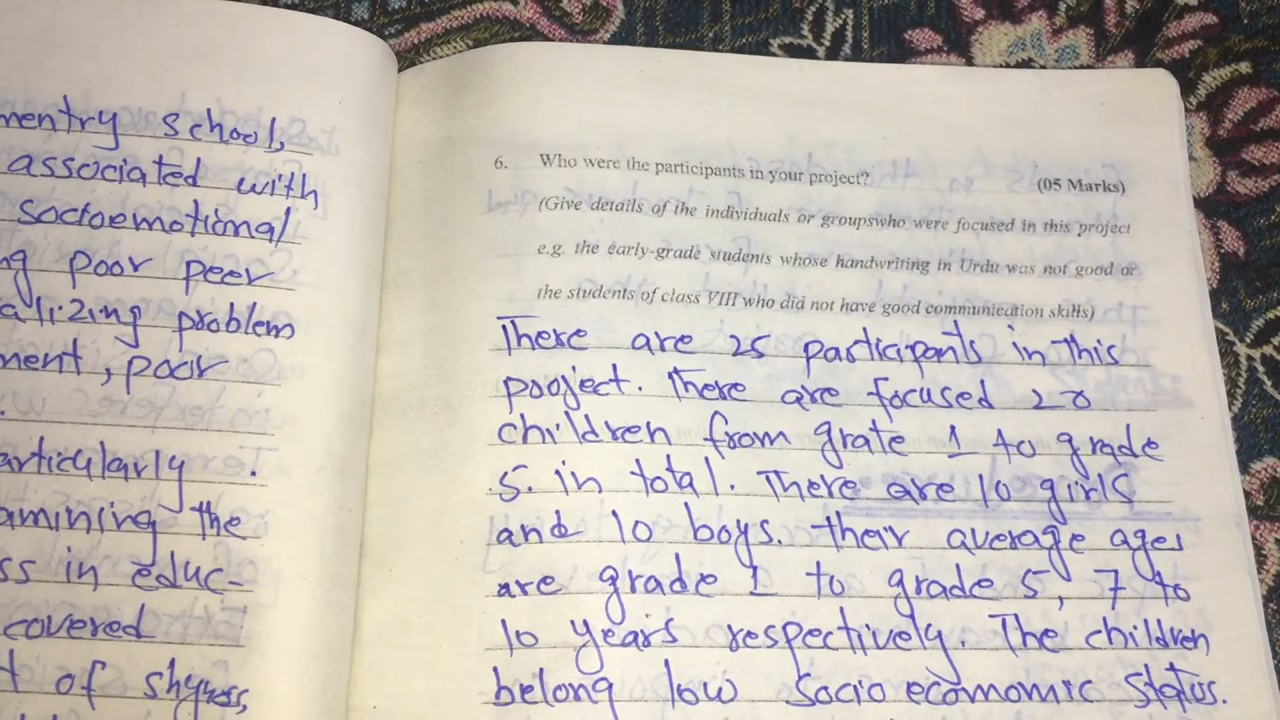 mentry school,
associated with
socioemotional
ng poor peer
alizing problem
ment, poor
articularly.
amining the
ss in educ-
covered
t of shyness,
6. Who were the participants in your project? (05 Marks)
(Give details of the individuals or groupswho were focused in this project
e.g. the early-grade students whose handwriting in Urdu was not good or
the students of class VIII who did not have good communication skills)
There are 25 participants in this
pooject. There are focused 20
children from grate 1 to grade
5. in total. There are 10 girls
and 10 boys. their average ages
are grade 1 to grade 5, 7 to
10 years respectively. The children
belong low socio ecomomic status.